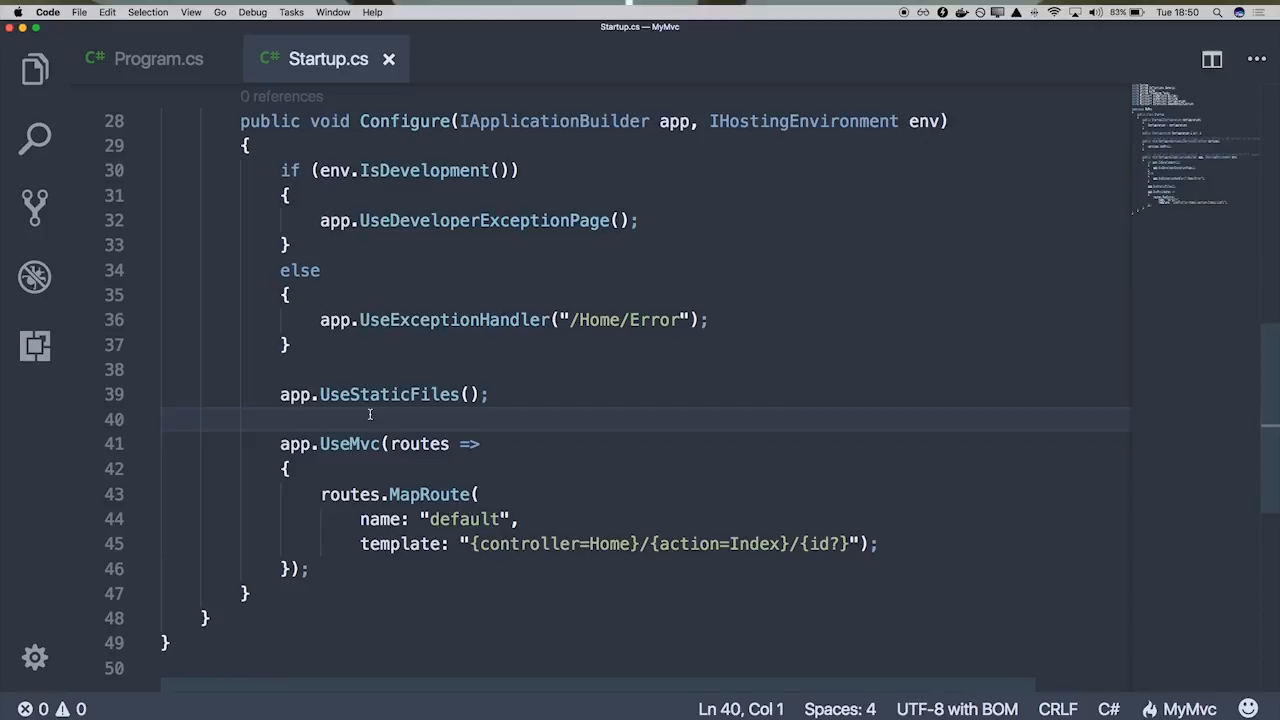 Code File Edit Selection View Go Debug Tasks Window Help 83% Tue 18:50
Startup.cs — MyMvc
C# Program.cs C# Startup.cs
0 references
28 public void Configure(IApplicationBuilder app, IHostingEnvironment env)
29 {
30 if (env.IsDevelopment())
31 {
32 app.UseDeveloperExceptionPage();
33 }
34 else
35 {
36 app.UseExceptionHandler("/Home/Error");
37 }
38
39 app.UseStaticFiles();
40
41 app.UseMvc(routes =>
42 {
43 routes.MapRoute(
44 name: "default",
45 template: "{controller=Home}/{action=Index}/{id?}");
46 });
47 }
48 }
49 }
50
0 0 Ln 40, Col 1 Spaces: 4 UTF-8 with BOM CRLF C# MyMvc